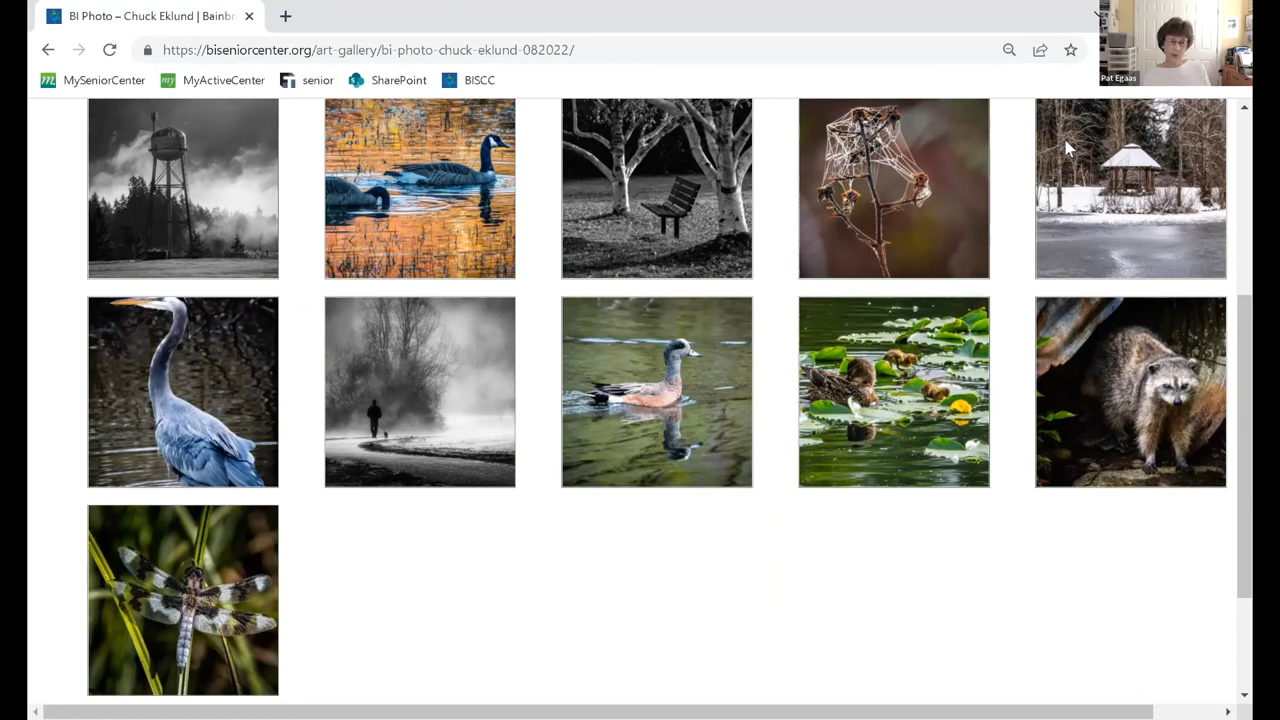 BI Photo – Chuck Eklund | Bainbr
https://biseniorcenter.org/art-gallery/bi-photo-chuck-eklund-082022/
MySeniorCenter
my MyActiveCenter
senior
SharePoint
BISCC
Pat Egaas